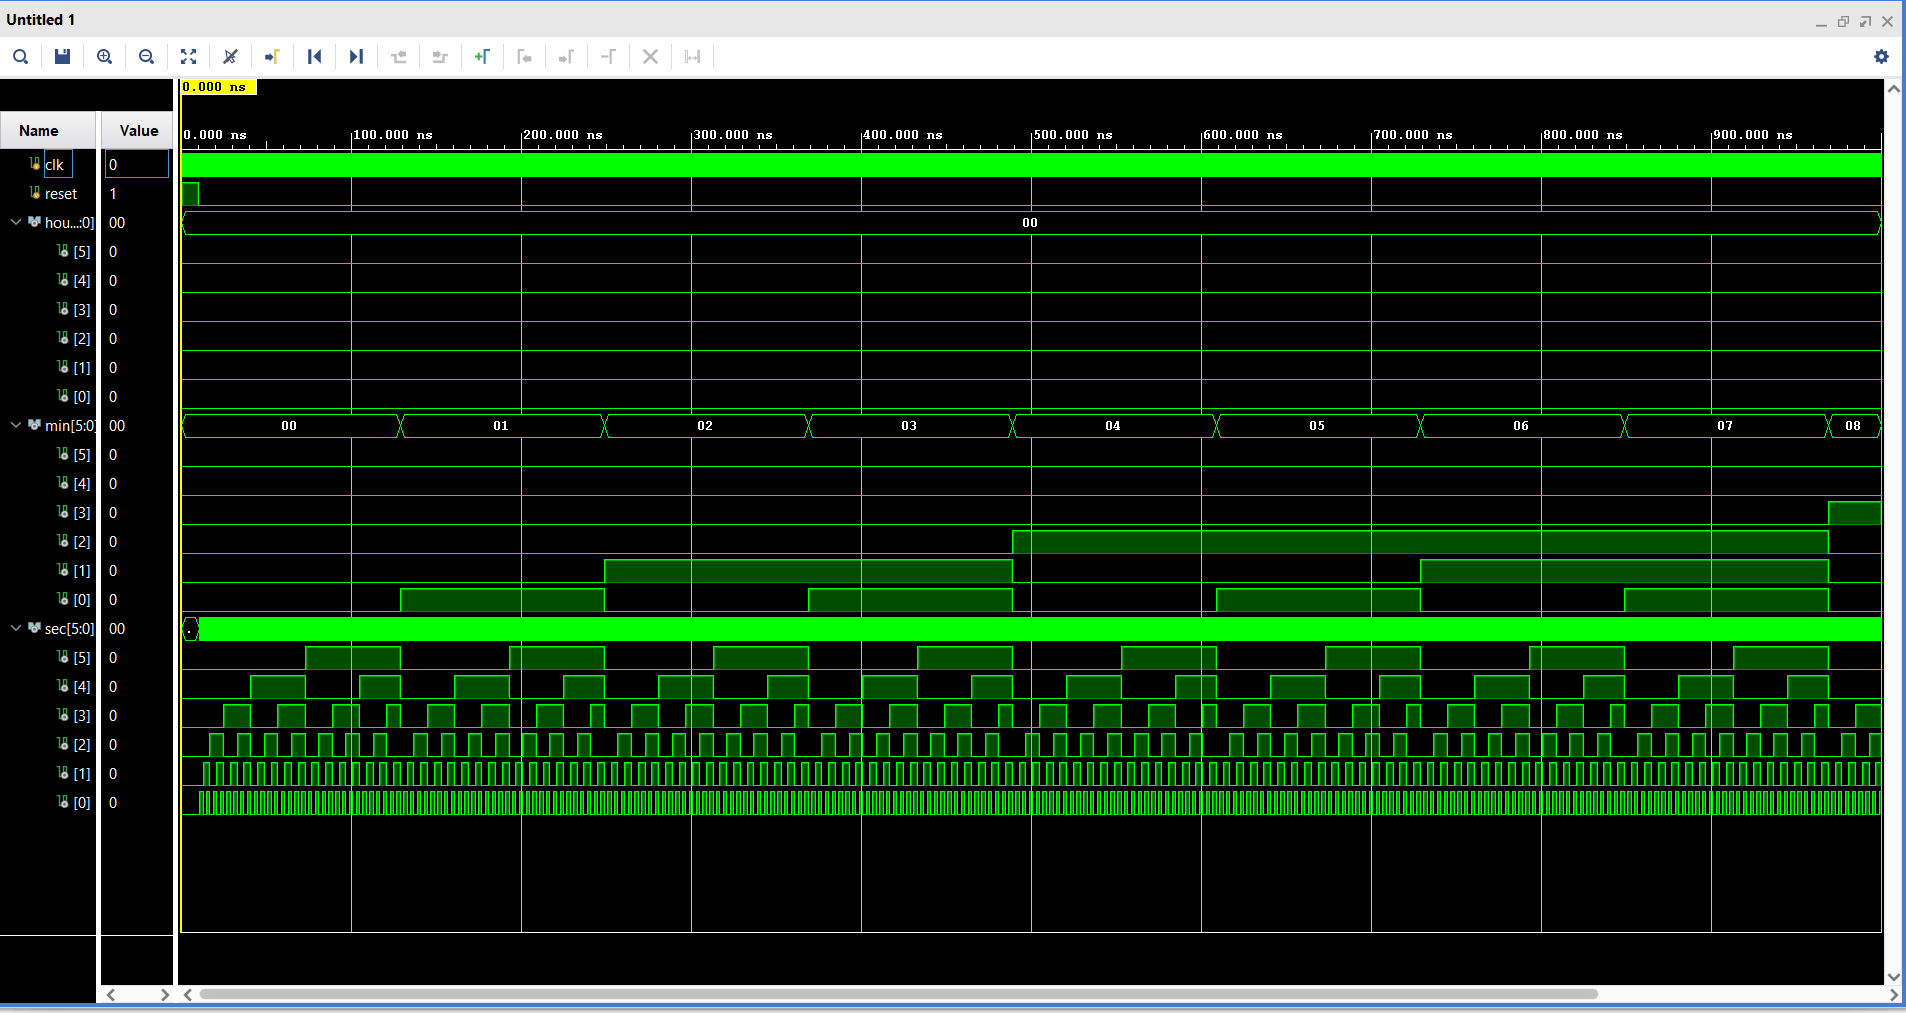 Untitled 1
0.000 ns
Name Value
0.000 ns 100.000 ns 200.000 ns 300.000 ns 400.000 ns 500.000 ns 600.000 ns 700.000 ns 800.000 ns 900.000 ns
clk 0
reset 1
hou...:0] 00 00
[5] 0
[4] 0
[3] 0
[2] 0
[1] 0
[0] 0
min[5:0] 00 00 01 02 03 04 05 06 07 08
[5] 0
[4] 0
[3] 0
[2] 0
[1] 0
[0] 0
sec[5:0] 00 .
[5] 0
[4] 0
[3] 0
[2] 0
[1] 0
[0] 0